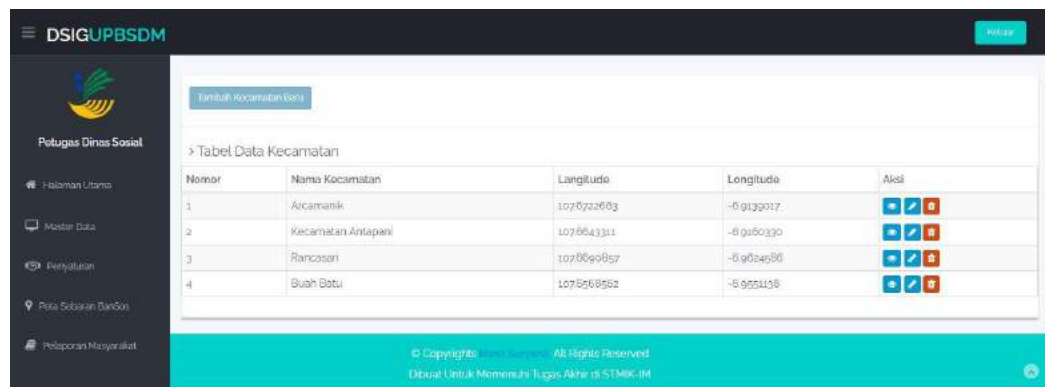 DSIGUPBSDM
Keluar
Petugas Dinas Sosial
Halaman Utama
Master Data
Penyaluran
Peta Sebaran BanSos
Pelaporan Masyarakat
Tambah Kecamatan Baru
> Tabel Data Kecamatan
Nomor Nama Kecamatan Langitude Longitude Aksi
1 Arcamanik 107.6722663 -6.9139017
2 Kecamatan Antapani 107.6643311 -6.9160330
3 Rancasari 107.6690857 -6.9624586
4 Buah Batu 107.6568562 -6.9551138
© Copyrights All Rights Reserved
Dibuat Untuk Memenuhi Tugas Akhir di STMIK-IM